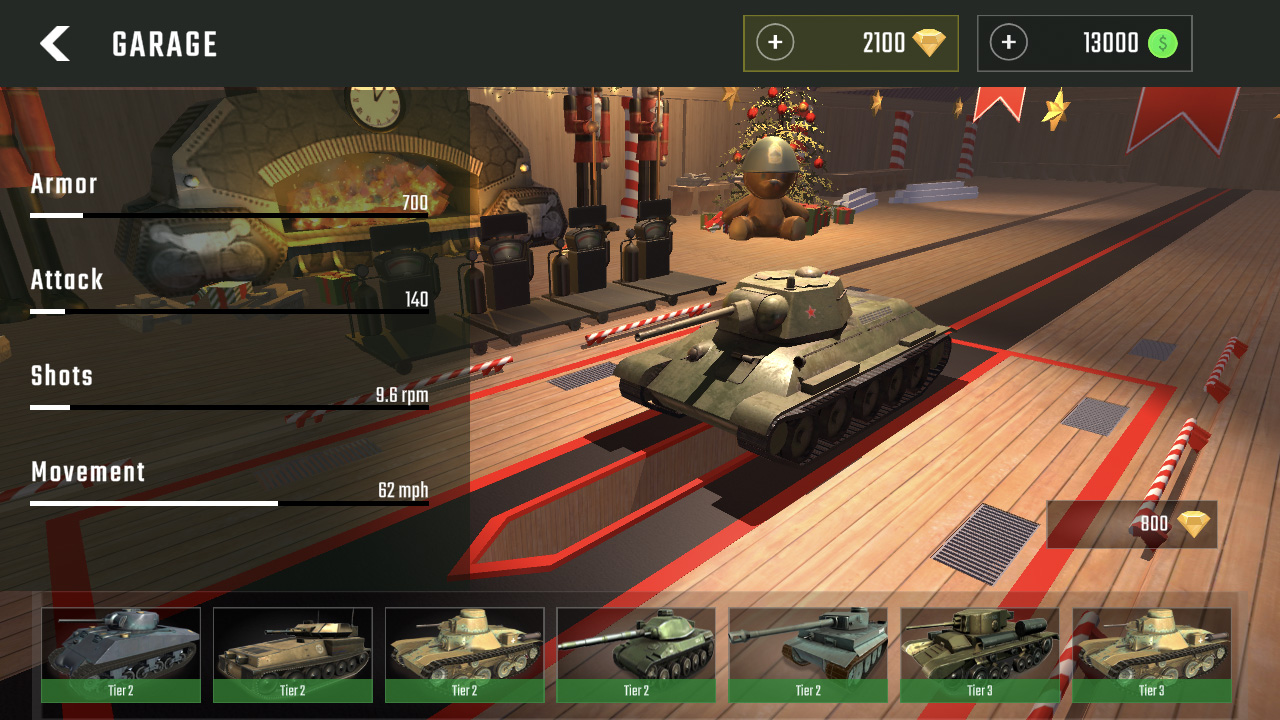 GARAGE
2100
13000 $
Armor
700
Attack
140
Shots
9.6 rpm
Movement
62 mph
800
Tier 2
Tier 2
Tier 2
Tier 2
Tier 2
Tier 3
Tier 3